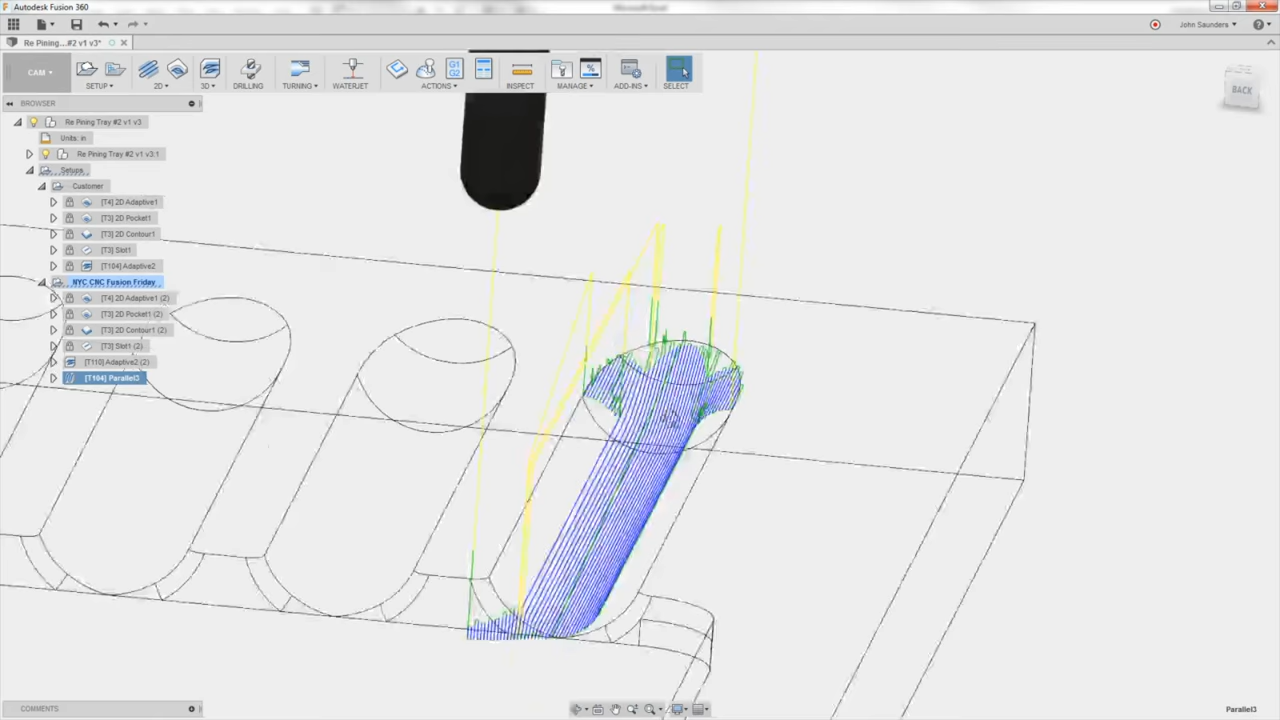 Autodesk Fusion 360
John Saunders
Re Pining...#2 v1 v3*
CAM
SETUP
2D
3D
DRILLING
TURNING
WATERJET
G1
G2
ACTIONS
INSPECT
MANAGE
ADD-INS
SELECT
BACK
BROWSER
Re Pining Tray #2 v1 v3
Units: in
Re Pining Tray #2 v1 v3:1
Setups
Customer
[T4] 2D Adaptive1
[T3] 2D Pocket1
[T3] 2D Contour1
[T3] Slot1
[T104] Adaptive2
NYC CNC Fusion Friday
[T4] 2D Adaptive1 (2)
[T3] 2D Pocket1 (2)
[T3] 2D Contour1 (2)
[T3] Slot1 (2)
[T110] Adaptive2 (2)
[T104] Parallel3
COMMENTS
Parallel3